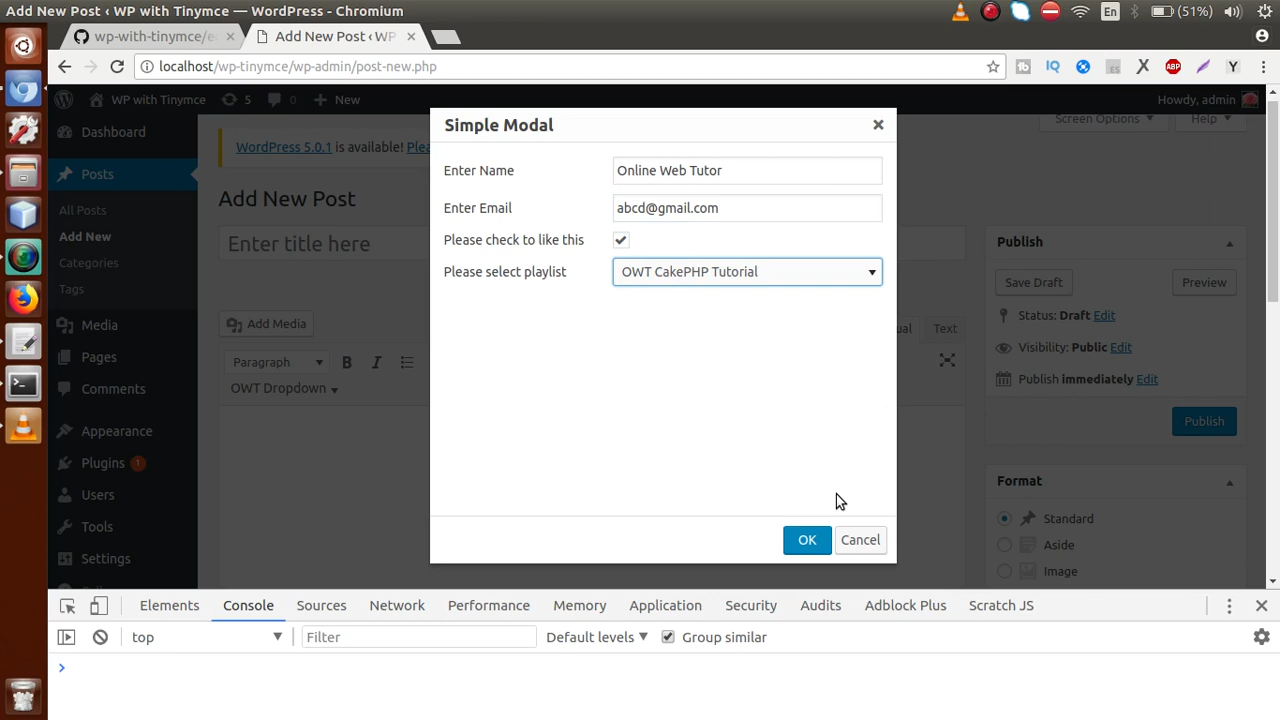 Add New Post ‹ WP with Tinymce — WordPress - Chromium
En
(51%)
wp-with-tinymce/e
Add New Post ‹ WP
localhost/wp-tinymce/wp-admin/post-new.php
IQ
ES
X
ABP
Y
WP with Tinymce
5
0
New
Howdy, admin
Dashboard
Posts
All Posts
Add New
Categories
Tags
Media
Pages
Comments
Appearance
Plugins 1
Users
Tools
Settings
WordPress 5.0.1 is available! Plea
Screen Options
Help
Add New Post
Enter title here
Add Media
Text
Paragraph
B
I
OWT Dropdown
Simple Modal
Enter Name
Online Web Tutor
Enter Email
abcd@gmail.com
Please check to like this
Please select playlist
OWT CakePHP Tutorial
OK
Cancel
Publish
Save Draft
Preview
Status: Draft Edit
Visibility: Public Edit
Publish immediately Edit
Publish
Format
Standard
Aside
Image
Elements
Console
Sources
Network
Performance
Memory
Application
Security
Audits
Adblock Plus
Scratch JS
top
Filter
Default levels
Group similar